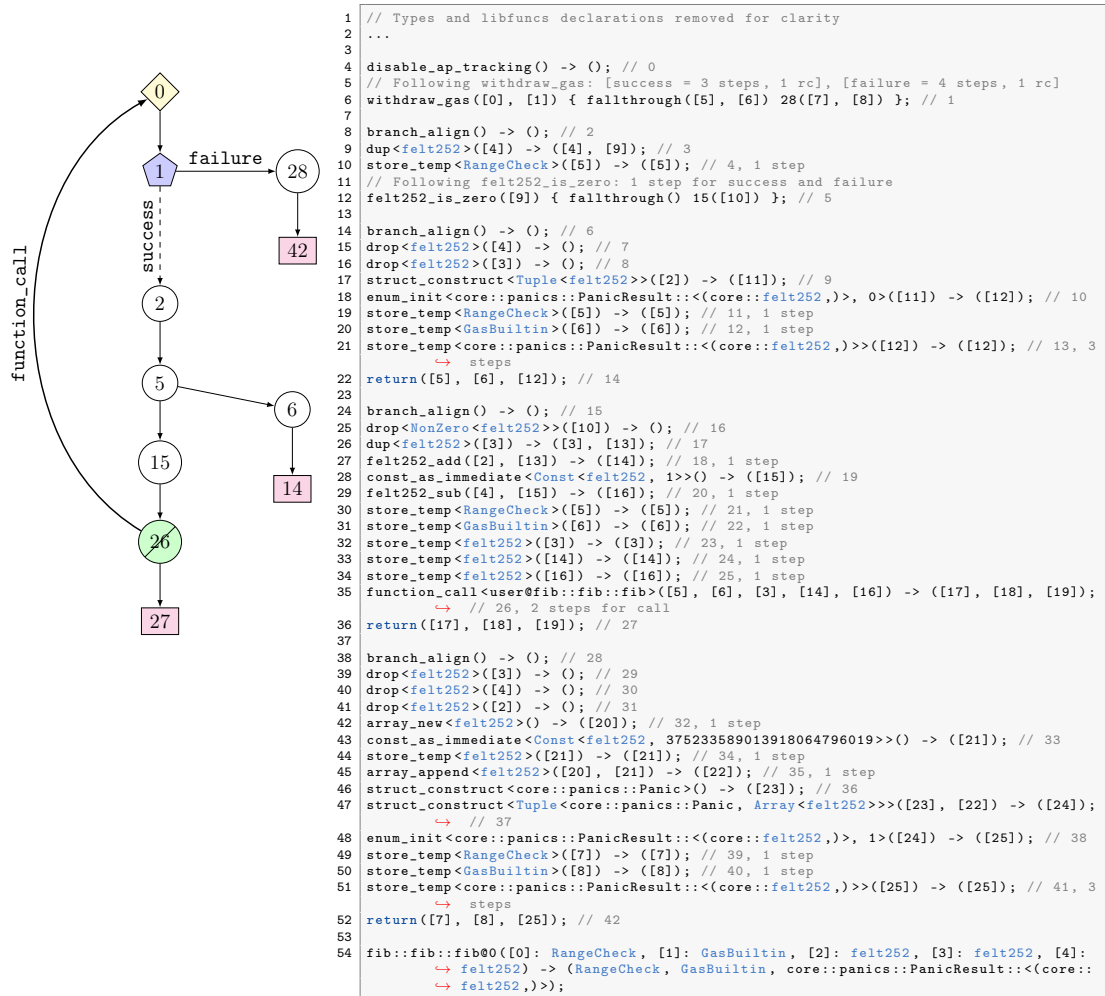 0
1
failure
28
success
42
2
function_call
5
6
15
14
26
27
1 // Types and libfuncs declarations removed for clarity
2 ...
3
4 disable_ap_tracking() -> (); // 0
5 // Following withdraw_gas: [success = 3 steps, 1 rc], [failure = 4 steps, 1 rc]
6 withdraw_gas([0], [1]) { fallthrough([5], [6]) 28([7], [8]) }; // 1
7
8 branch_align() -> (); // 2
9 dup<felt252>([4]) -> ([4], [9]); // 3
10 store_temp<RangeCheck>([5]) -> ([5]); // 4, 1 step
11 // Following felt252_is_zero: 1 step for success and failure
12 felt252_is_zero([9]) { fallthrough() 15([10]) }; // 5
13
14 branch_align() -> (); // 6
15 drop<felt252>([4]) -> (); // 7
16 drop<felt252>([3]) -> (); // 8
17 struct_construct<Tuple<felt252>>([2]) -> ([11]); // 9
18 enum_init<core::panics::PanicResult::<(core::felt252,)>, 0>([11]) -> ([12]); // 10
19 store_temp<RangeCheck>([5]) -> ([5]); // 11, 1 step
20 store_temp<GasBuiltin>([6]) -> ([6]); // 12, 1 step
21 store_temp<core::panics::PanicResult::<(core::felt252,)>>([12]) -> ([12]); // 13, 3
↪ steps
22 return([5], [6], [12]); // 14
23
24 branch_align() -> (); // 15
25 drop<NonZero<felt252>>([10]) -> (); // 16
26 dup<felt252>([3]) -> ([3], [13]); // 17
27 felt252_add([2], [13]) -> ([14]); // 18, 1 step
28 const_as_immediate<Const<felt252, 1>>() -> ([15]); // 19
29 felt252_sub([4], [15]) -> ([16]); // 20, 1 step
30 store_temp<RangeCheck>([5]) -> ([5]); // 21, 1 step
31 store_temp<GasBuiltin>([6]) -> ([6]); // 22, 1 step
32 store_temp<felt252>([3]) -> ([3]); // 23, 1 step
33 store_temp<felt252>([14]) -> ([14]); // 24, 1 step
34 store_temp<felt252>([16]) -> ([16]); // 25, 1 step
35 function_call<user@fib::fib::fib>([5], [6], [3], [14], [16]) -> ([17], [18], [19]);
↪ // 26, 2 steps for call
36 return([17], [18], [19]); // 27
37
38 branch_align() -> (); // 28
39 drop<felt252>([3]) -> (); // 29
40 drop<felt252>([4]) -> (); // 30
41 drop<felt252>([2]) -> (); // 31
42 array_new<felt252>() -> ([20]); // 32, 1 step
43 const_as_immediate<Const<felt252, 375233589013918064796019>>() -> ([21]); // 33
44 store_temp<felt252>([21]) -> ([21]); // 34, 1 step
45 array_append<felt252>([20], [21]) -> ([22]); // 35, 1 step
46 struct_construct<core::panics::Panic>() -> ([23]); // 36
47 struct_construct<Tuple<core::panics::Panic, Array<felt252>>>([23], [22]) -> ([24]);
↪ // 37
48 enum_init<core::panics::PanicResult::<(core::felt252,)>, 1>([24]) -> ([25]); // 38
49 store_temp<RangeCheck>([7]) -> ([7]); // 39, 1 step
50 store_temp<GasBuiltin>([8]) -> ([8]); // 40, 1 step
51 store_temp<core::panics::PanicResult::<(core::felt252,)>>([25]) -> ([25]); // 41, 3
↪ steps
52 return([7], [8], [25]); // 42
53
54 fib::fib::fib@0([0]: RangeCheck, [1]: GasBuiltin, [2]: felt252, [3]: felt252, [4]:
↪ felt252) -> (RangeCheck, GasBuiltin, core::panics::PanicResult::<(core::
↪ felt252,)>);